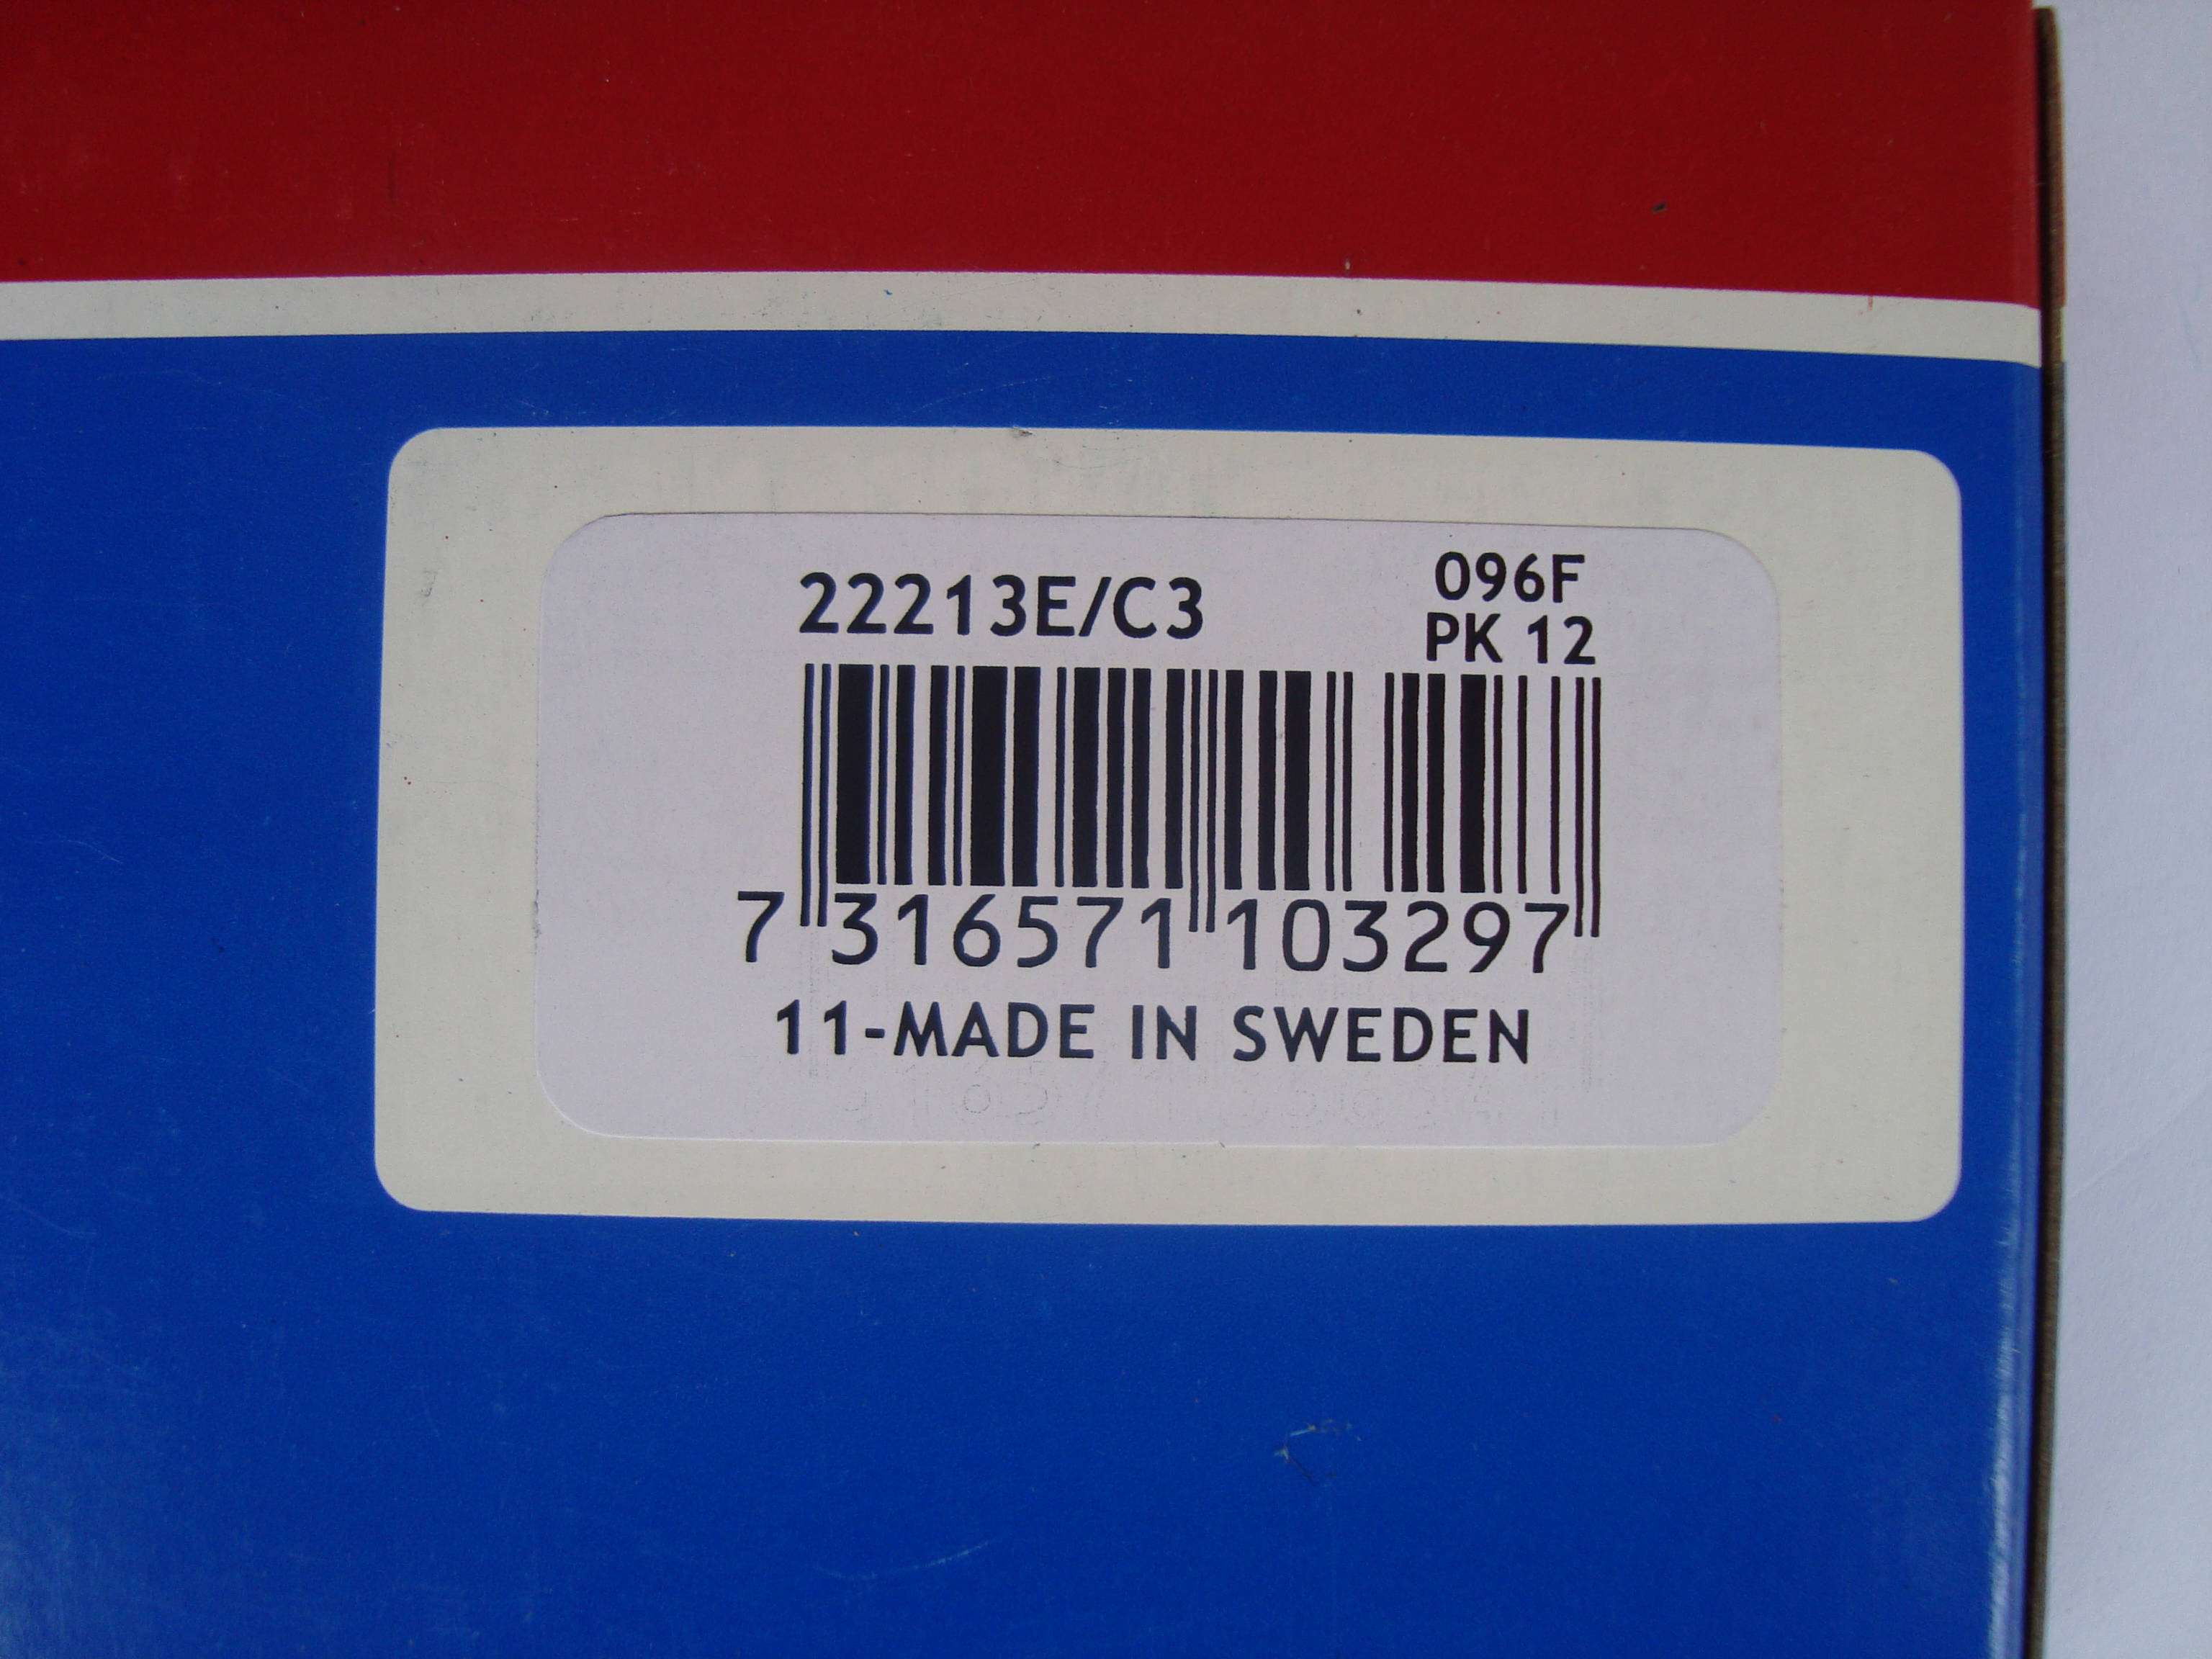 22213E/C3
096F
PK 12
7 316571 103297
11-MADE IN SWEDEN